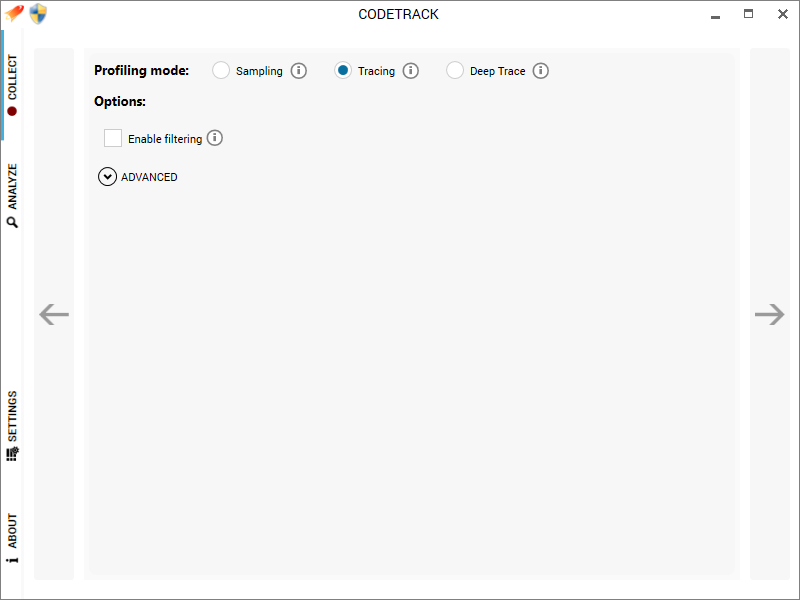 CODETRACK
COLLECT
ANALYZE
SETTINGS
ABOUT
Profiling mode: Sampling Tracing Deep Trace
Options:
Enable filtering
ADVANCED